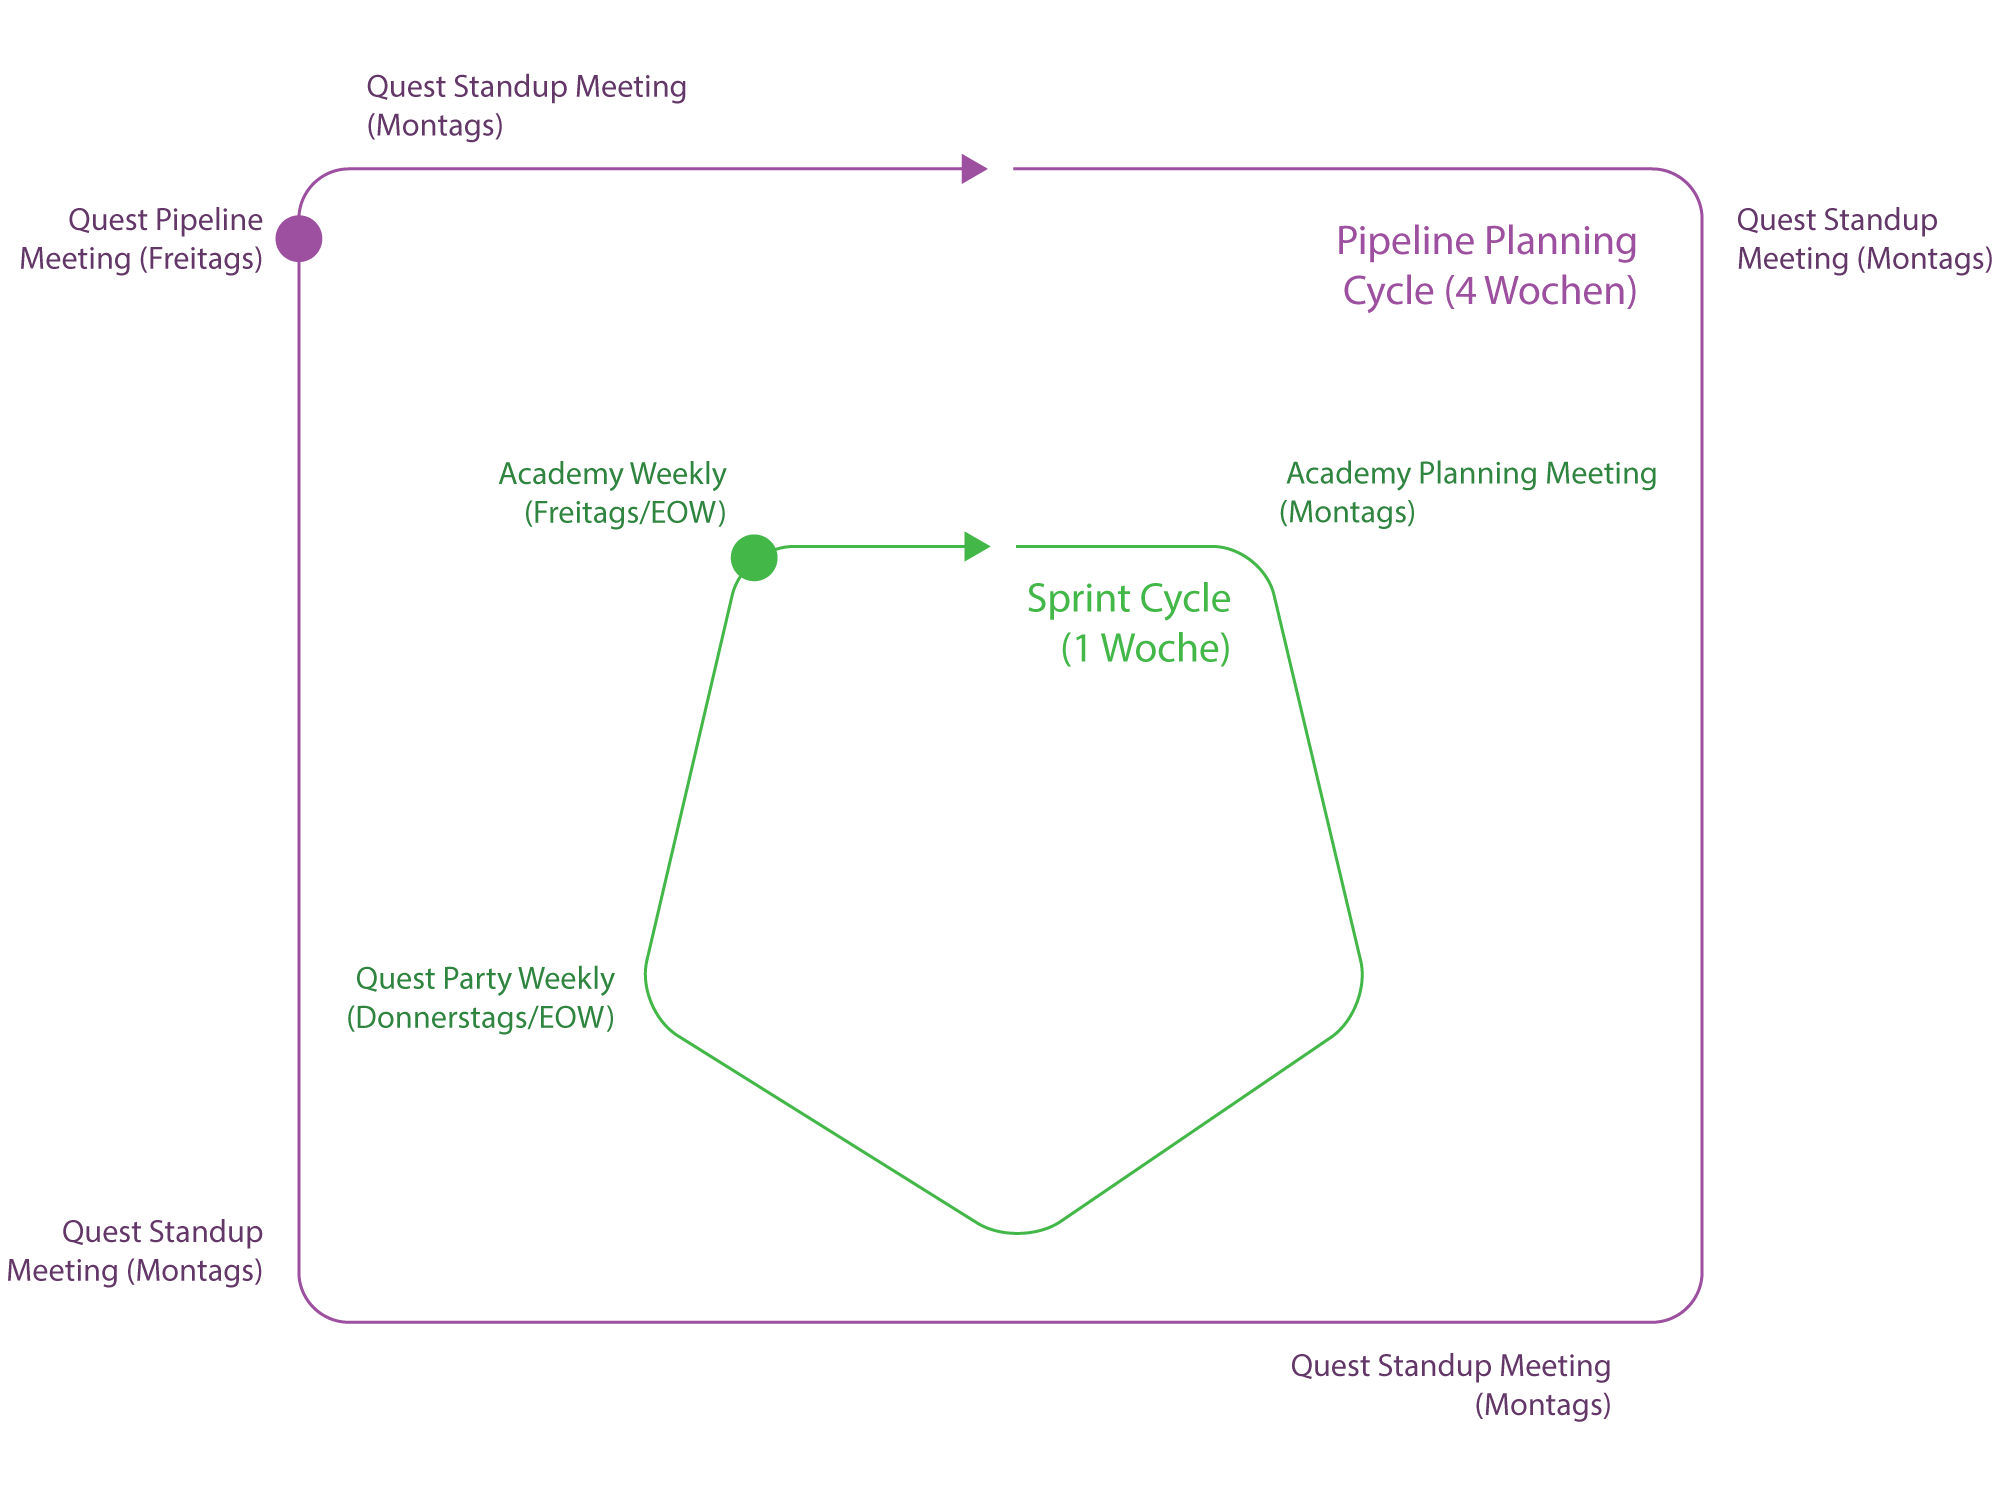 Quest Standup Meeting
(Montags)
Quest Pipeline
Meeting (Freitags)
Pipeline Planning
Cycle (4 Wochen)
Quest Standup
Meeting (Montags)
Academy Weekly
(Freitags/EOW)
Academy Planning Meeting
(Montags)
Sprint Cycle
(1 Woche)
Quest Party Weekly
(Donnerstags/EOW)
Quest Standup
Meeting (Montags)
Quest Standup Meeting
(Montags)